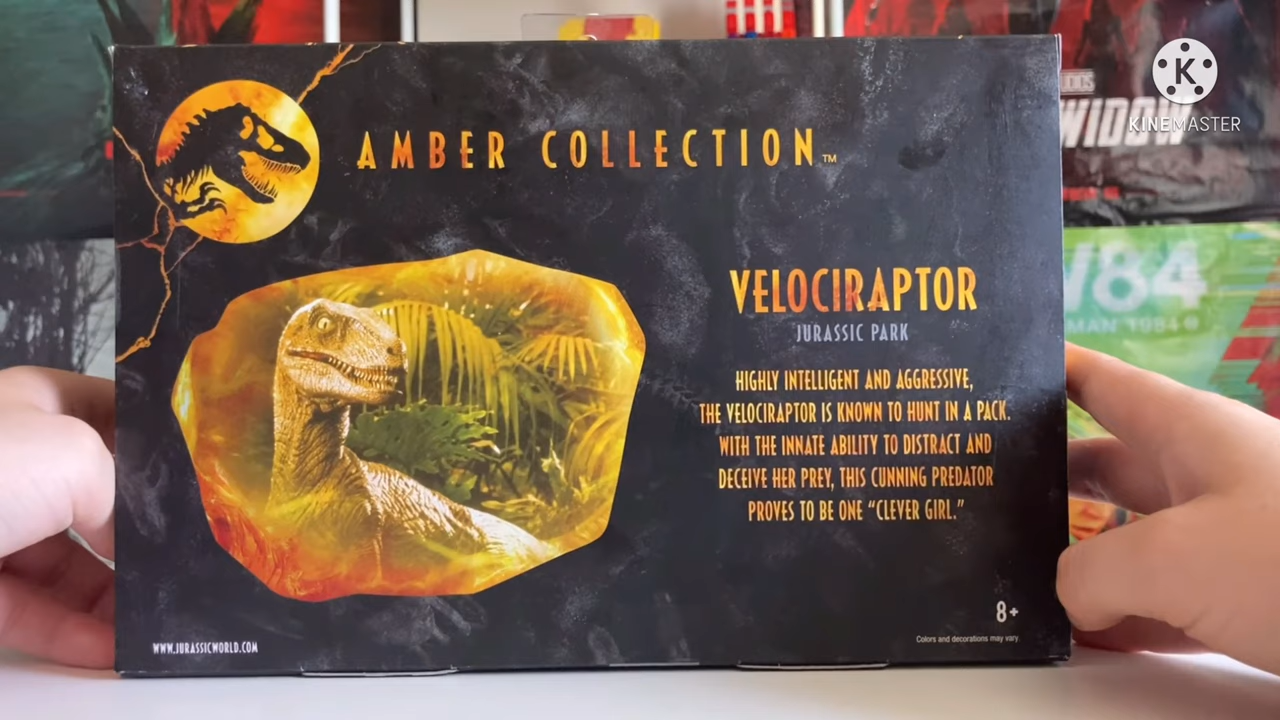 AMBER COLLECTION™
VELOCIRAPTOR
JURASSIC PARK
HIGHLY INTELLIGENT AND AGGRESSIVE,
THE VELOCIRAPTOR IS KNOWN TO HUNT IN A PACK.
WITH THE INNATE ABILITY TO DISTRACT AND
DECEIVE HER PREY, THIS CUNNING PREDATOR
PROVES TO BE ONE “CLEVER GIRL.”
8+
Colors and decorations may vary.
WWW.JURASSICWORLD.COM
K
KINEMASTER
WIDOW
W84
MAN 1984